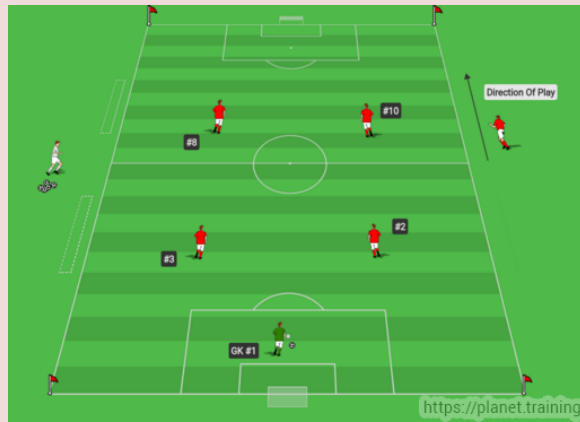 #10
Direction Of Play
#8
#2
#3
GK #1
https://planet.training